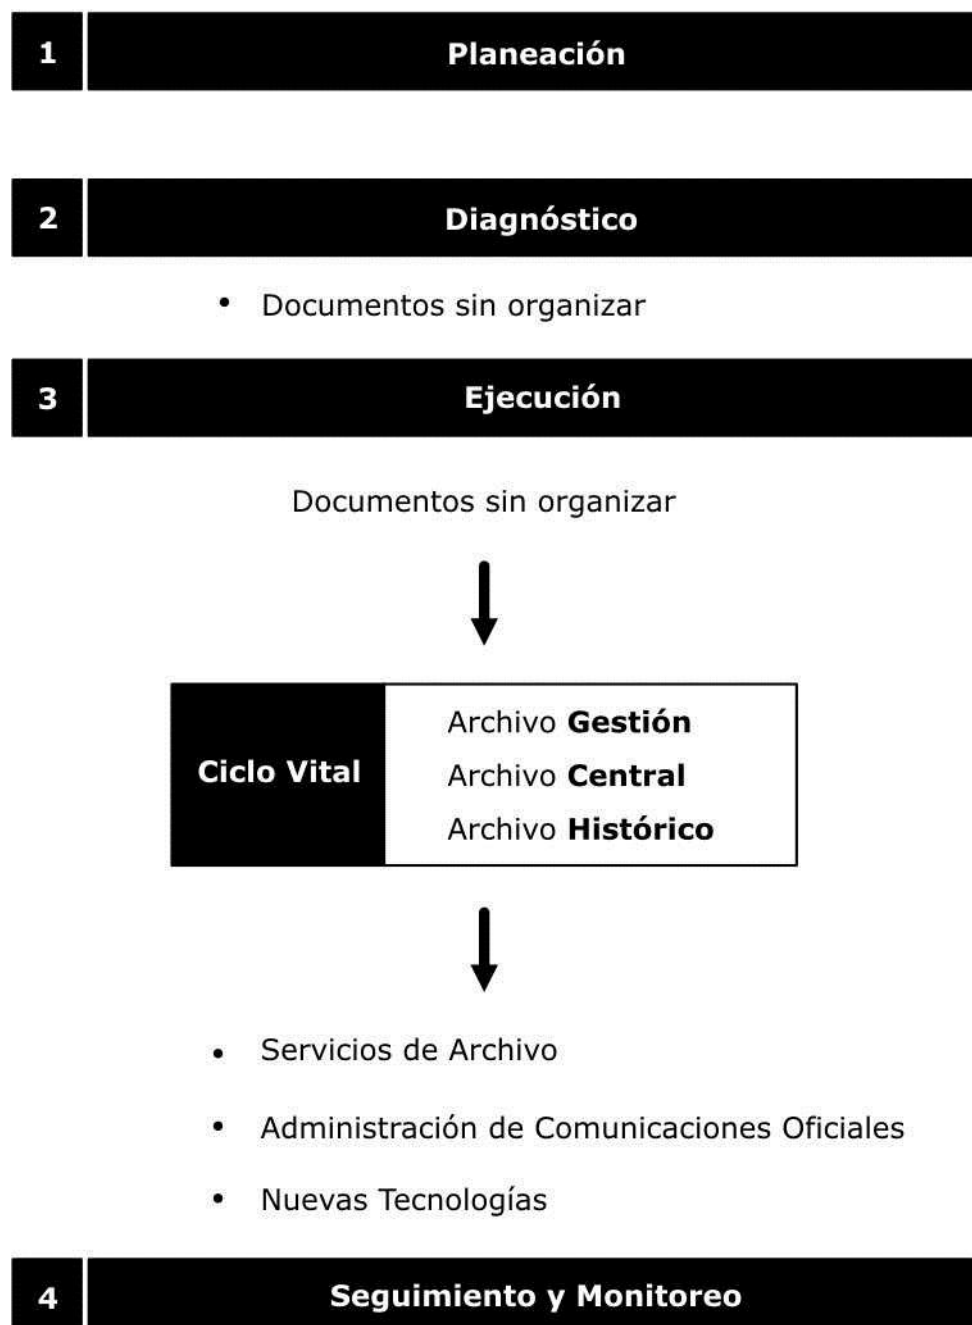 1 Planeación
2 Diagnóstico
• Documentos sin organizar
3 Ejecución
Documentos sin organizar
Ciclo Vital
Archivo Gestión
Archivo Central
Archivo Histórico
• Servicios de Archivo
• Administración de Comunicaciones Oficiales
• Nuevas Tecnologías
4 Seguimiento y Monitoreo